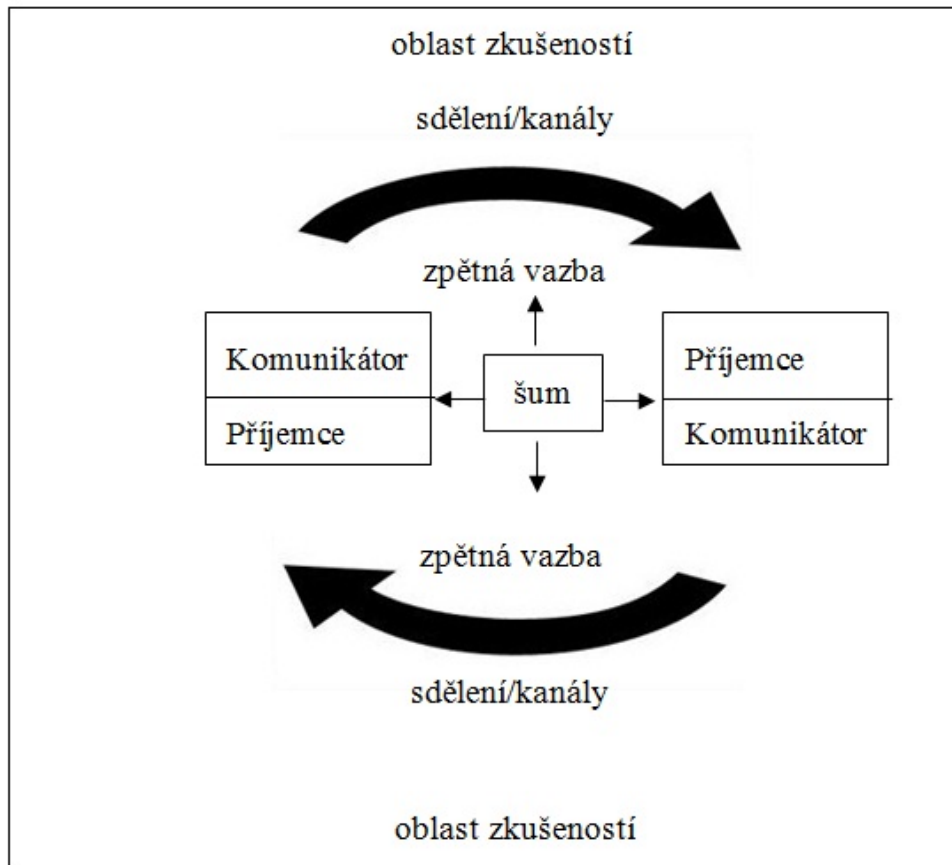 oblast zkušeností
sdělení/kanály
zpětná vazba
Komunikátor
Příjemce
šum
Příjemce
Komunikátor
zpětná vazba
sdělení/kanály
oblast zkušeností